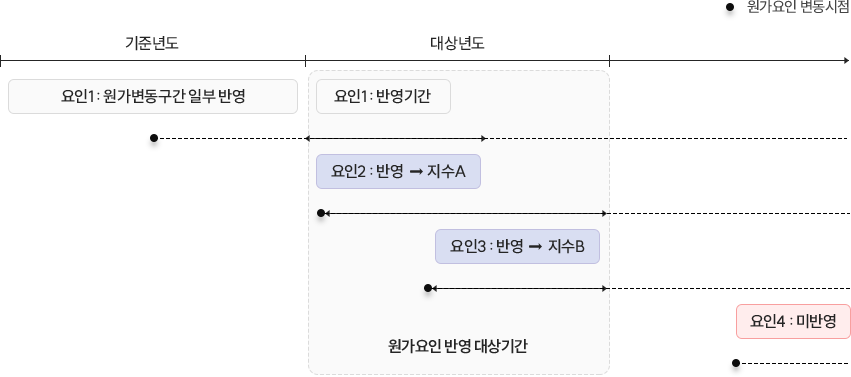 원가요인 변동시점
기준년도
대상년도
요인1 : 원가변동구간 일부 반영
요인1 : 반영기간
요인2 : 반영 ➞ 지수A
요인3 : 반영 ➞ 지수B
요인4 : 미반영
원가요인 반영 대상기간